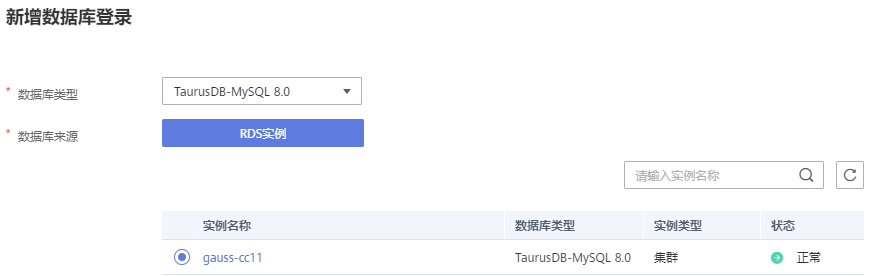 新增数据库登录
* 数据库类型 TaurusDB-MySQL 8.0
* 数据库来源 RDS实例
请输入实例名称
实例名称 数据库类型 实例类型 状态
gauss-cc11 TaurusDB-MySQL 8.0 集群 正常